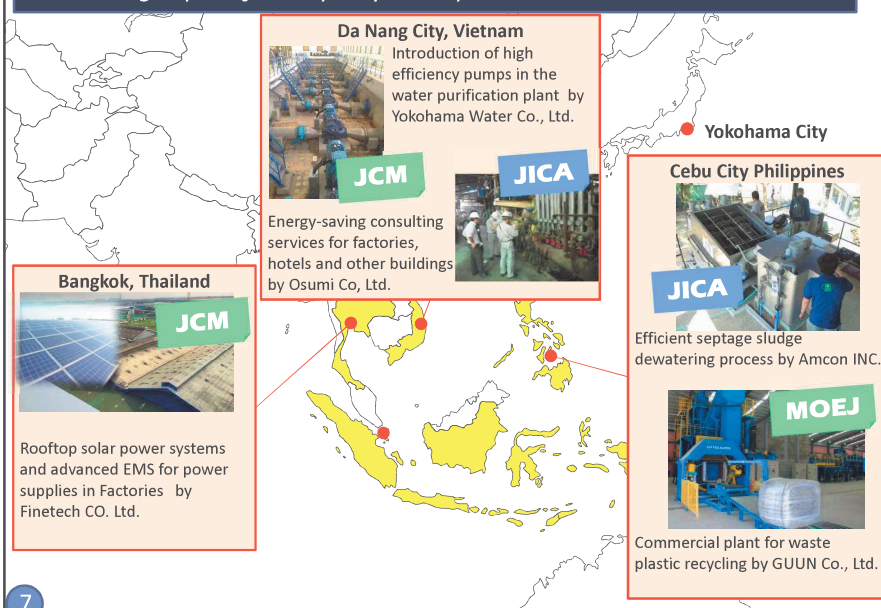 Da Nang City, Vietnam
Introduction of high
efficiency pumps in the
water purification plant by
Yokohama Water Co., Ltd.
JCM
JICA
Energy-saving consulting
services for factories,
hotels and other buildings
by Osumi Co, Ltd.
Yokohama City
Cebu City Philippines
JICA
Efficient septage sludge
dewatering process by Amcon INC.
MOEJ
Commercial plant for waste
plastic recycling by GUUN Co., Ltd.
Bangkok, Thailand
JCM
Rooftop solar power systems
and advanced EMS for power
supplies in Factories by
Finetech CO. Ltd.
7